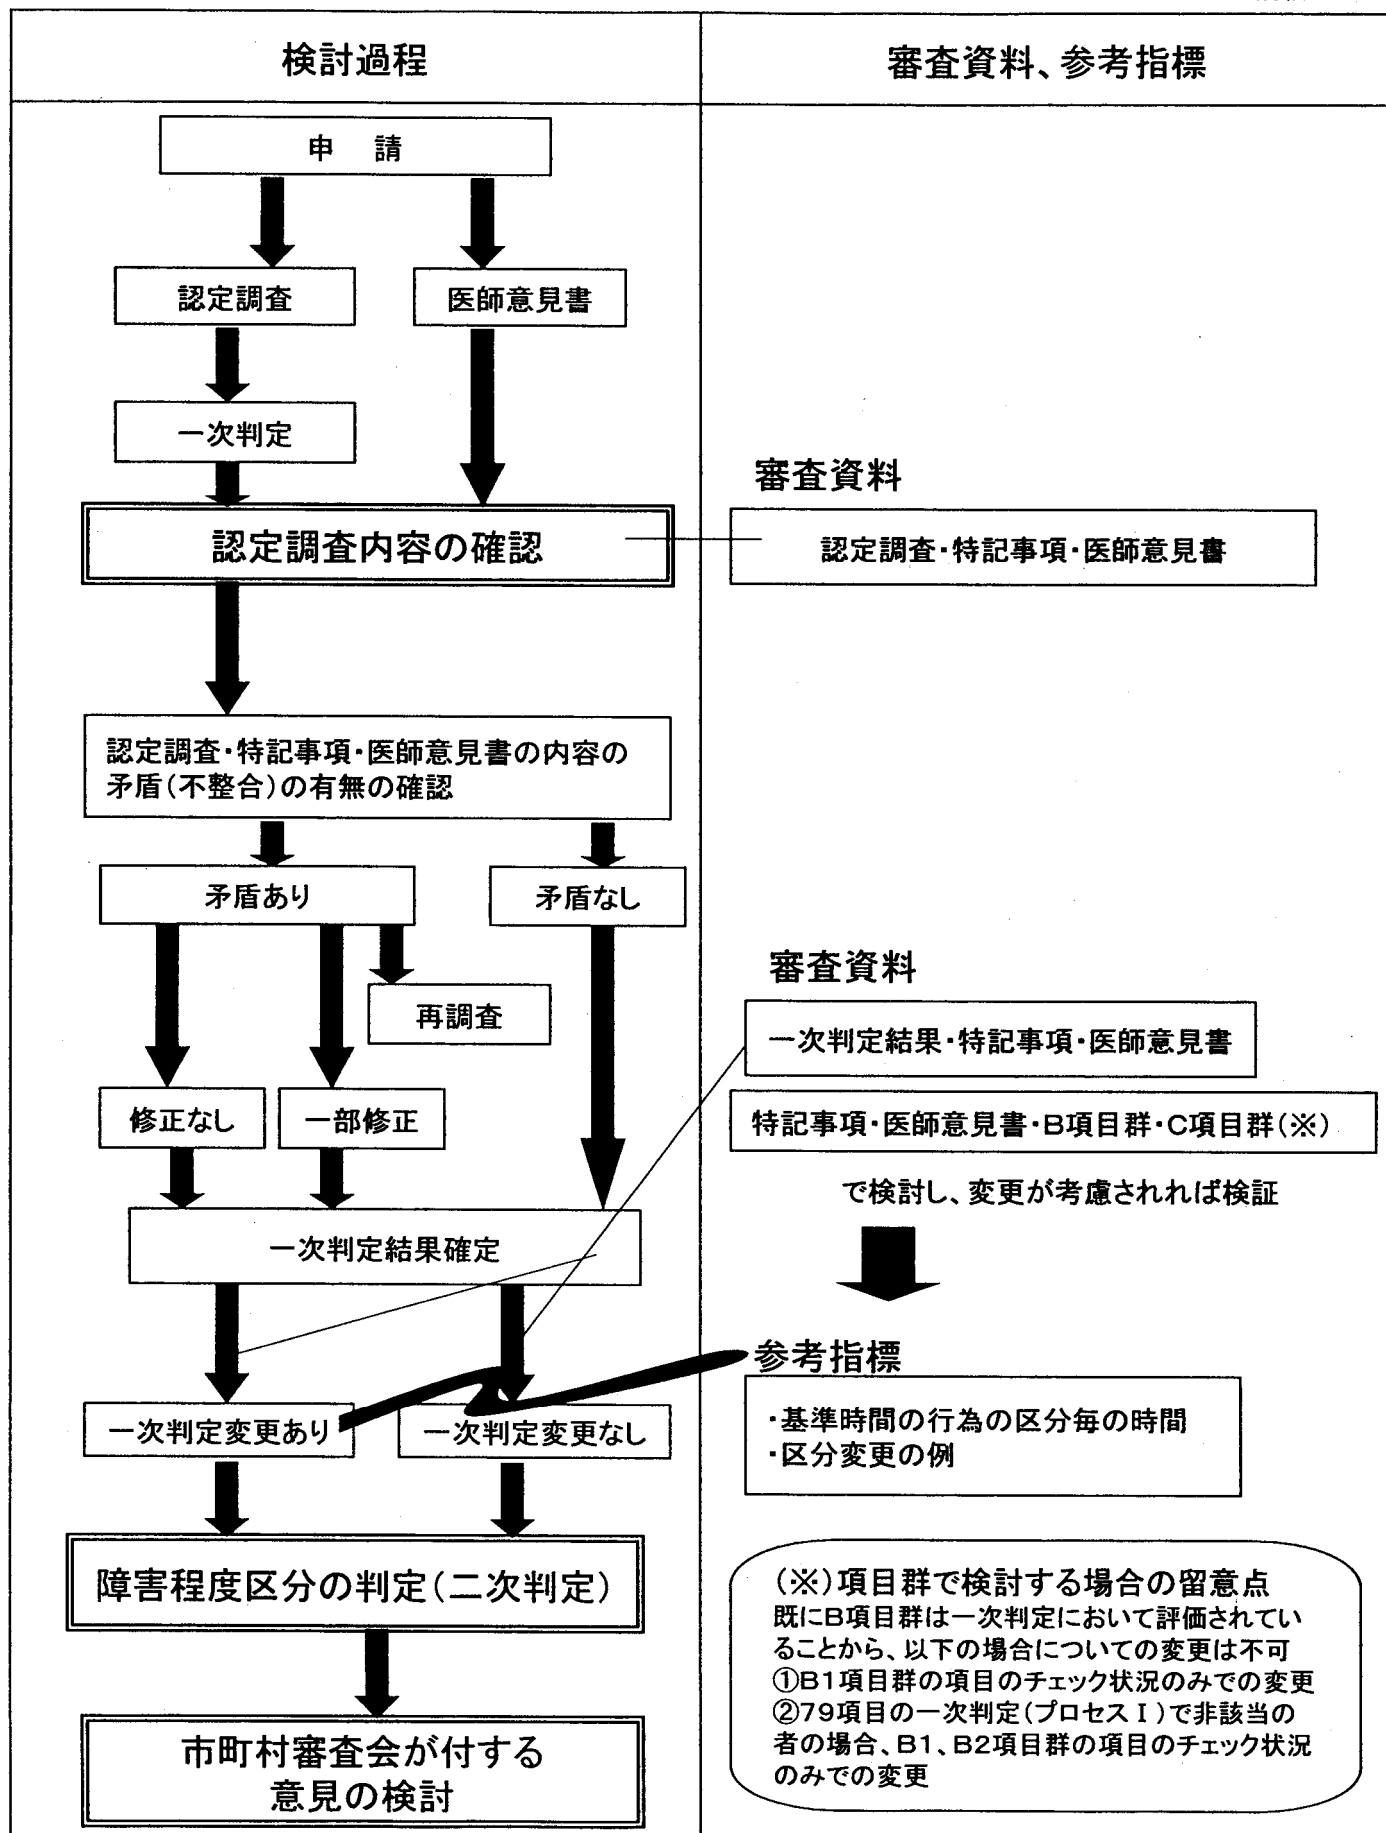 検討過程
審査資料、参考指標
申 請
認定調査
医師意見書
一次判定
審査資料
認定調査内容の確認
認定調査・特記事項・医師意見書
認定調査・特記事項・医師意見書の内容の
矛盾(不整合)の有無の確認
矛盾あり
矛盾なし
再調査
修正なし
一部修正
審査資料
一次判定結果・特記事項・医師意見書
特記事項・医師意見書・B項目群・C項目群(※)
で検討し、変更が考慮されれば検証
一次判定結果確定
参考指標
一次判定変更あり
一次判定変更なし
・基準時間の行為の区分毎の時間
・区分変更の例
障害程度区分の判定(二次判定)
市町村審査会が付する
意見の検討
(※)項目群で検討する場合の留意点
既にB項目群は一次判定において評価されてい
ることから、以下の場合についての変更は不可
①B1項目群の項目のチェック状況のみでの変更
②79項目の一次判定(プロセスⅠ)で非該当の
者の場合、B1、B2項目群の項目のチェック状況
のみでの変更